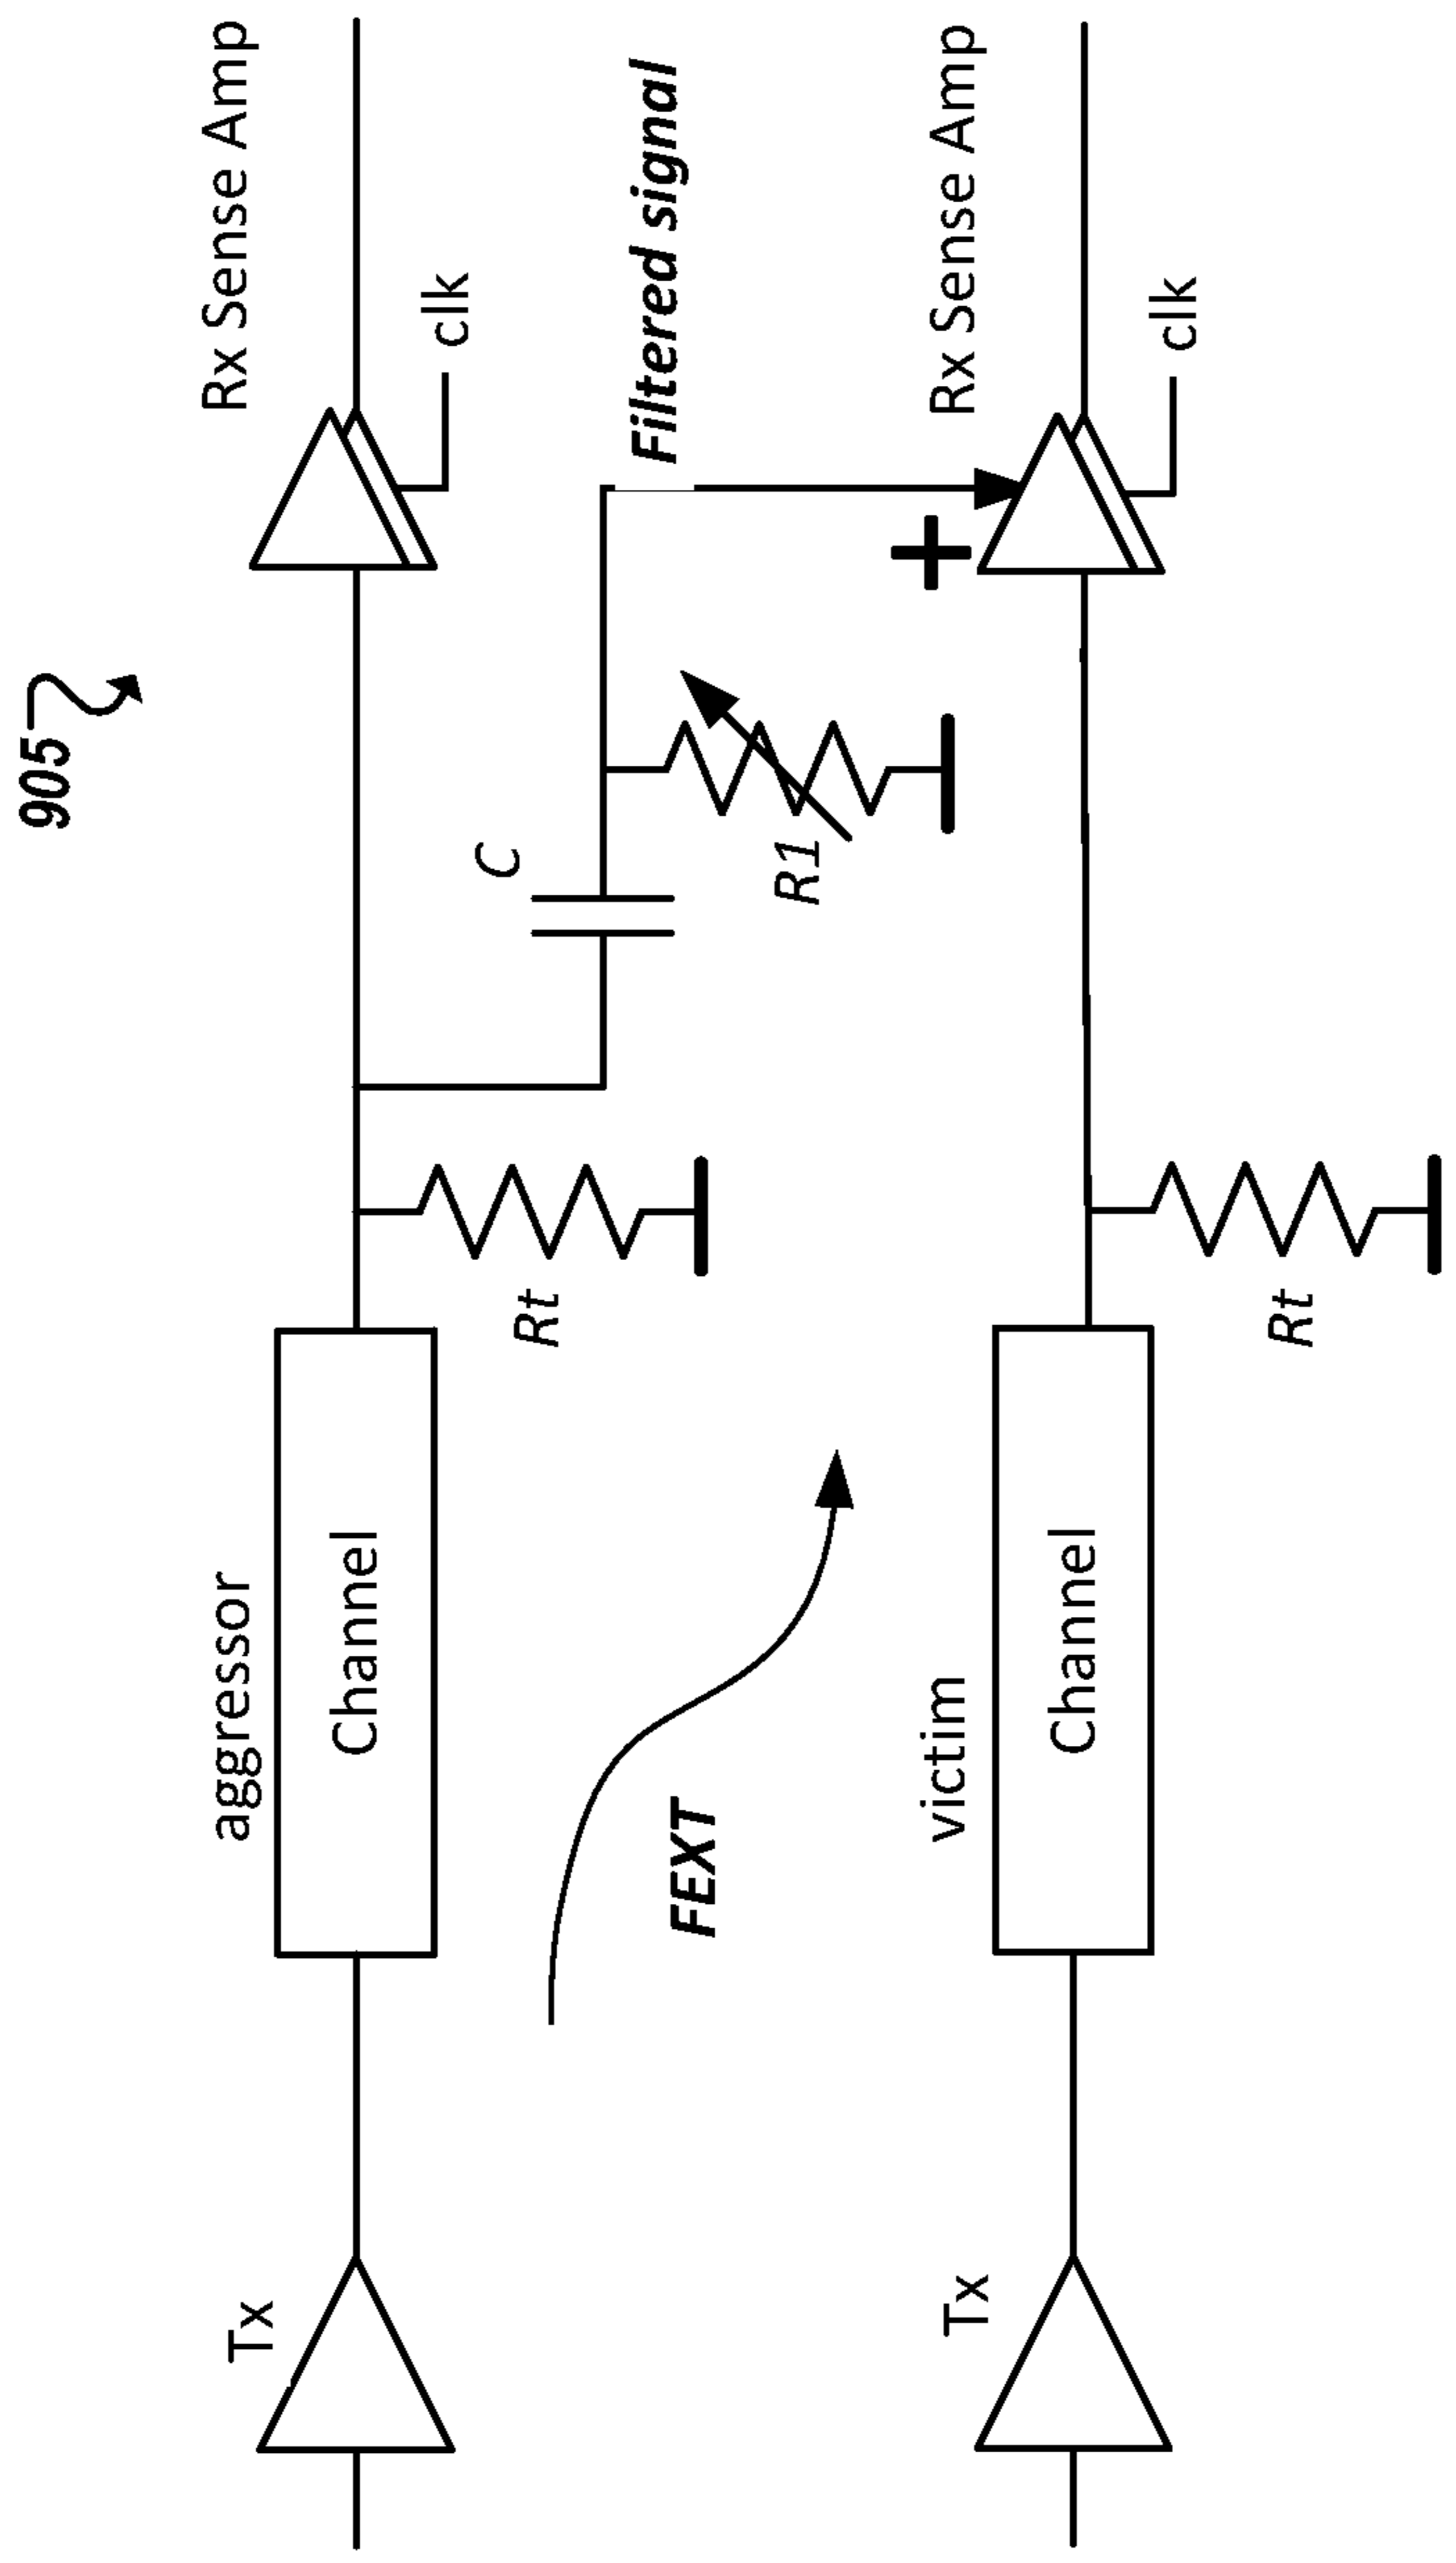 905
Tx
aggressor
Channel
Rt
C
R1
Rx Sense Amp
clk
Filtered signal
FEXT
Tx
victim
Channel
Rt
+
Rx Sense Amp
clk